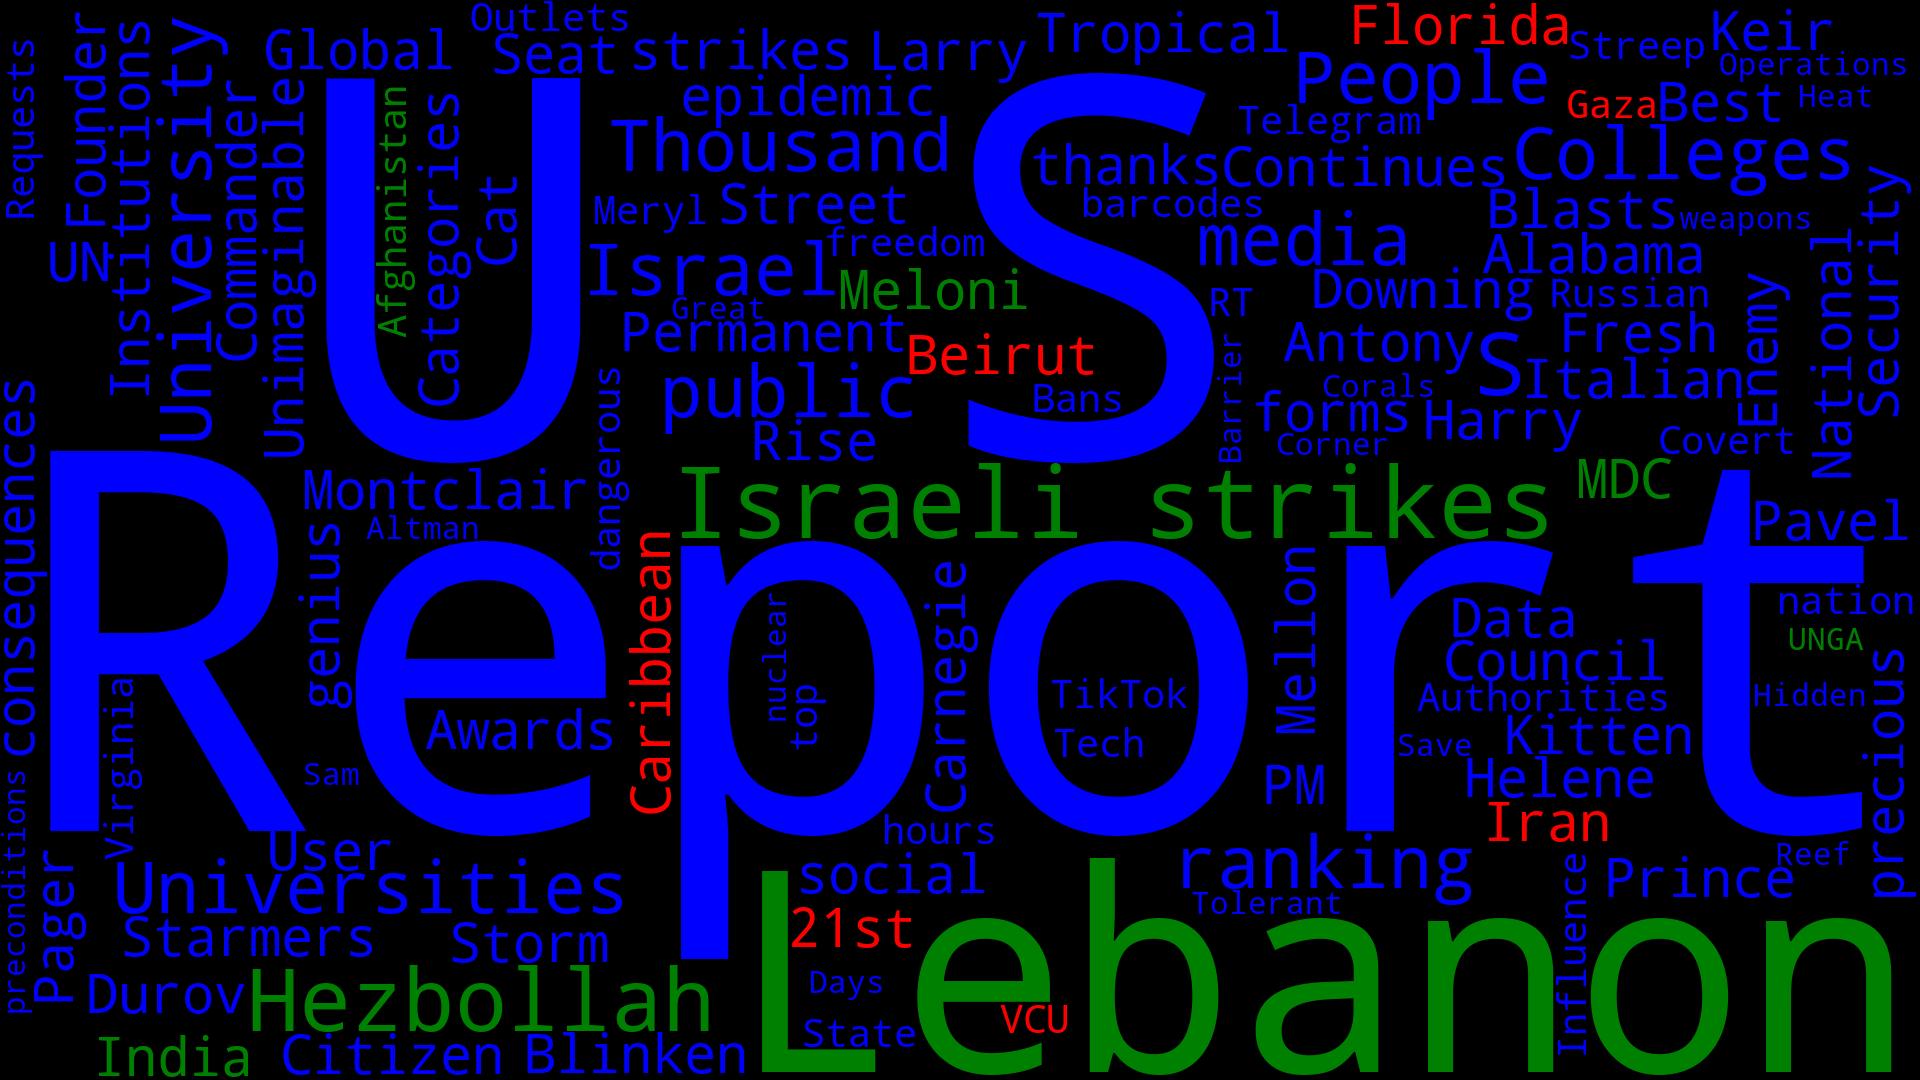 Outlets
Requests
Founder
Institutions
University
Global
Seat
strikes
Larry
Tropical
Florida
Streep
Keir
Operations
Commander
Unimaginable
U
S
Afghanistan
Categories
Cat
epidemic
People
Gaza
Best
Heat
Thousand
Telegram
thanks
Continues
Colleges
Meryl
Street
barcodes
Blasts
weapons
UN
freedom
media
Alabama
National
Security
Israel
Meloni
Great
RT
Downing
Russian
Enemy
Permanent
Beirut
Barrier
Antony
S
Fresh
Italian
public
Bans
Corals
forms
Harry
Rise
Corner
Covert
consequences
dangerous
Montclair
Israeli strikes
MDC
Altman
Pavel
Report
genius
Caribbean
nuclear
top
Carnegie
Mellon
Data
nation
UNGA
Council
Authorities
Hidden
precious
Virginia
Awards
TikTok
Tech
Save
Kitten
Sam
PM
Helene
Iran
preconditions
hours
User
Pager
Universities
social
ranking
Tolerant
Influence
Prince
Reef
Starmers
Storm
21st
Lebanon
Durov
Hezbollah
Days
VCU
State
India
Citizen
Blinken